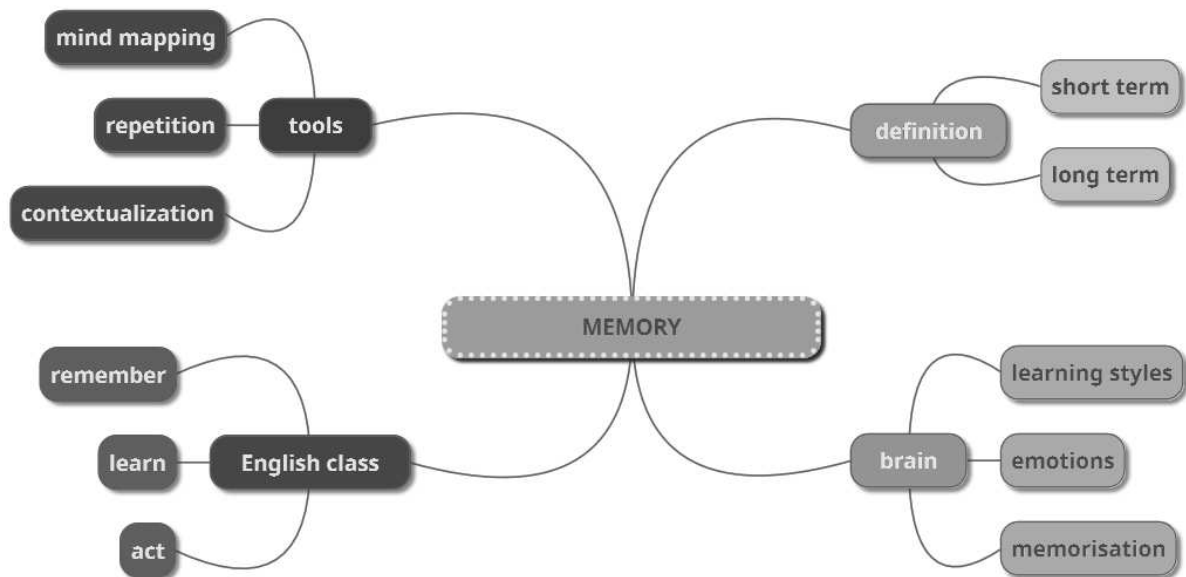 mind mapping
repetition
contextualization
tools
definition
short term
long term
MEMORY
remember
learn
act
English class
brain
learning styles
emotions
memorisation